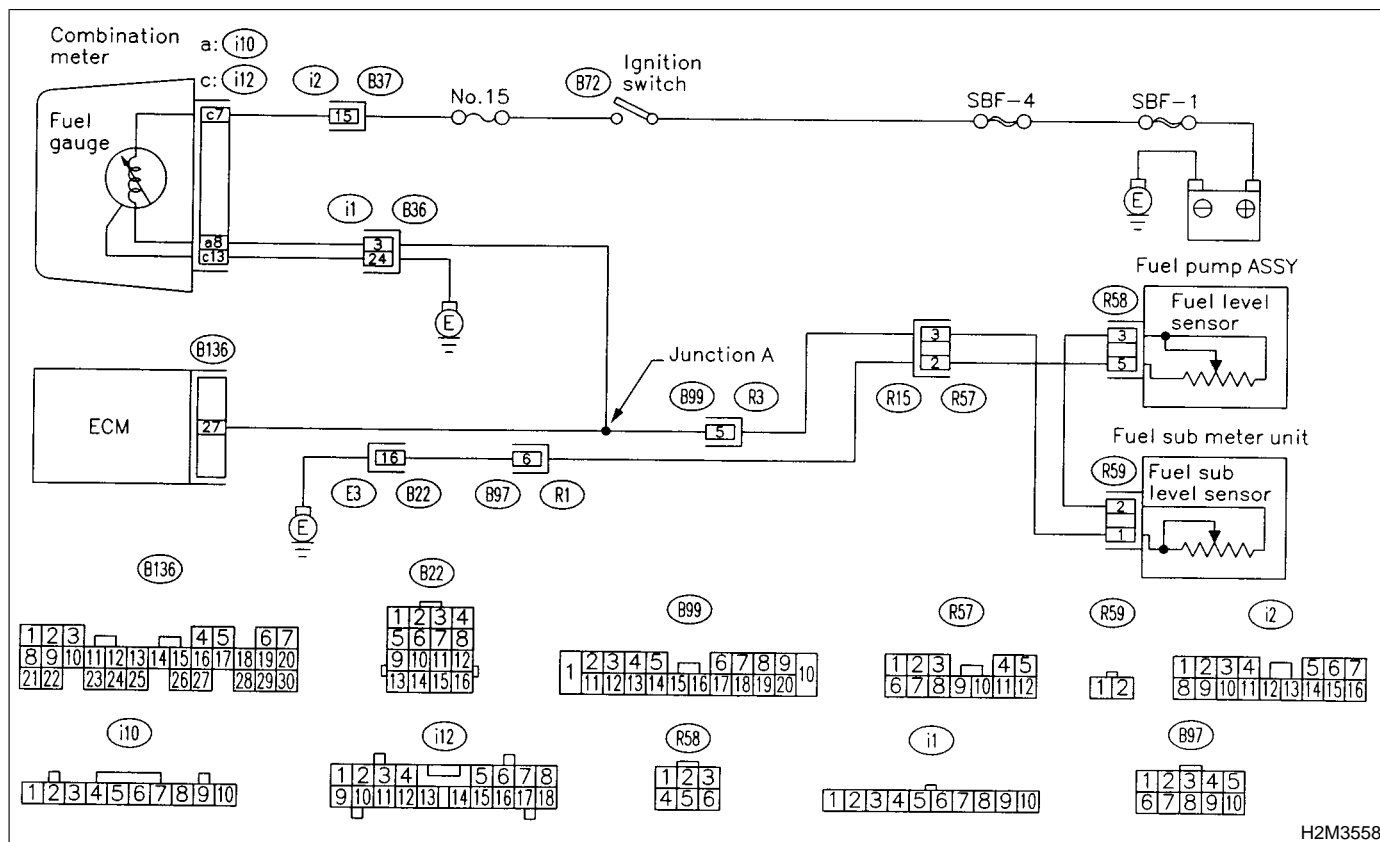 Combination
meter
a: i10
c: i12
i2
B37
No.15
B72
Ignition
switch
SBF-4
SBF-1
Fuel
gauge
c7
15
E
⊖ ⊕
i1
B36
a8
c13
3
24
E
Fuel pump ASSY
R58
Fuel level
sensor
3
5
B136
ECM
27
Junction A
B99
R3
5
3
2
R15
R57
16
6
E3
B22
B97
R1
E
Fuel sub meter unit
R59
Fuel sub
level sensor
2
1
B136
1 2 3 4 5 6 7
8 9 10 11 12 13 14 15 16 17 18 19 20
21 22 23 24 25 26 27 28 29 30
B22
1 2 3 4
5 6 7 8
9 10 11 12
13 14 15 16
B99
1 2 3 4 5 6 7 8 9 10
11 12 13 14 15 16 17 18 19 20
R57
1 2 3 4 5
6 7 8 9 10 11 12
R59
1 2
i2
1 2 3 4 5 6 7
8 9 10 11 12 13 14 15 16
i10
1 2 3 4 5 6 7 8 9 10
i12
1 2 3 4 5 6 7 8
9 10 11 12 13 14 15 16 17 18
R58
1 2 3
4 5 6
i1
1 2 3 4 5 6 7 8 9 10
B97
1 2 3 4 5
6 7 8 9 10
H2M3558